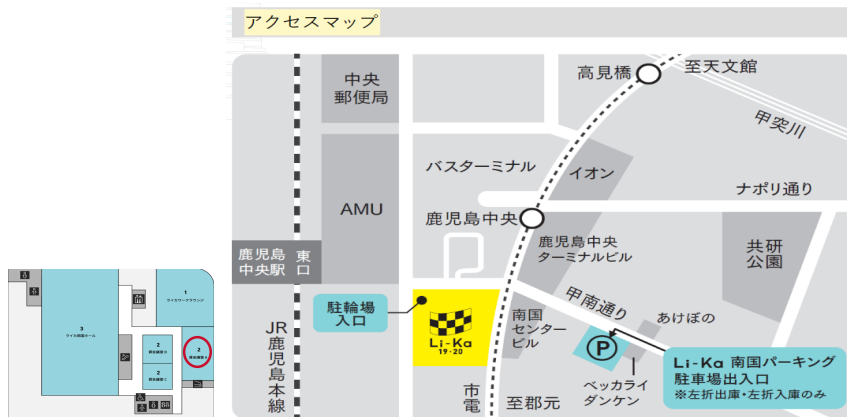 アクセスマップ
高見橋
至天文館
中央
郵便局
甲突川
バスターミナル
イオン
ナポリ通り
AMU
鹿児島中央
鹿児島中央
ターミナルビル
共研
公園
鹿児島
中央駅
東
口
駐輪場
入口
甲南通り
あけぼの
Li-Ka
19・20
南国
センター
ビル
P
JR鹿児島本線
Li-Ka 南国パーキング
駐車場出入口
※左折出庫・左折入庫のみ
ベッカライ
ダンケン
市電
至郡元
1
3
2
2
2